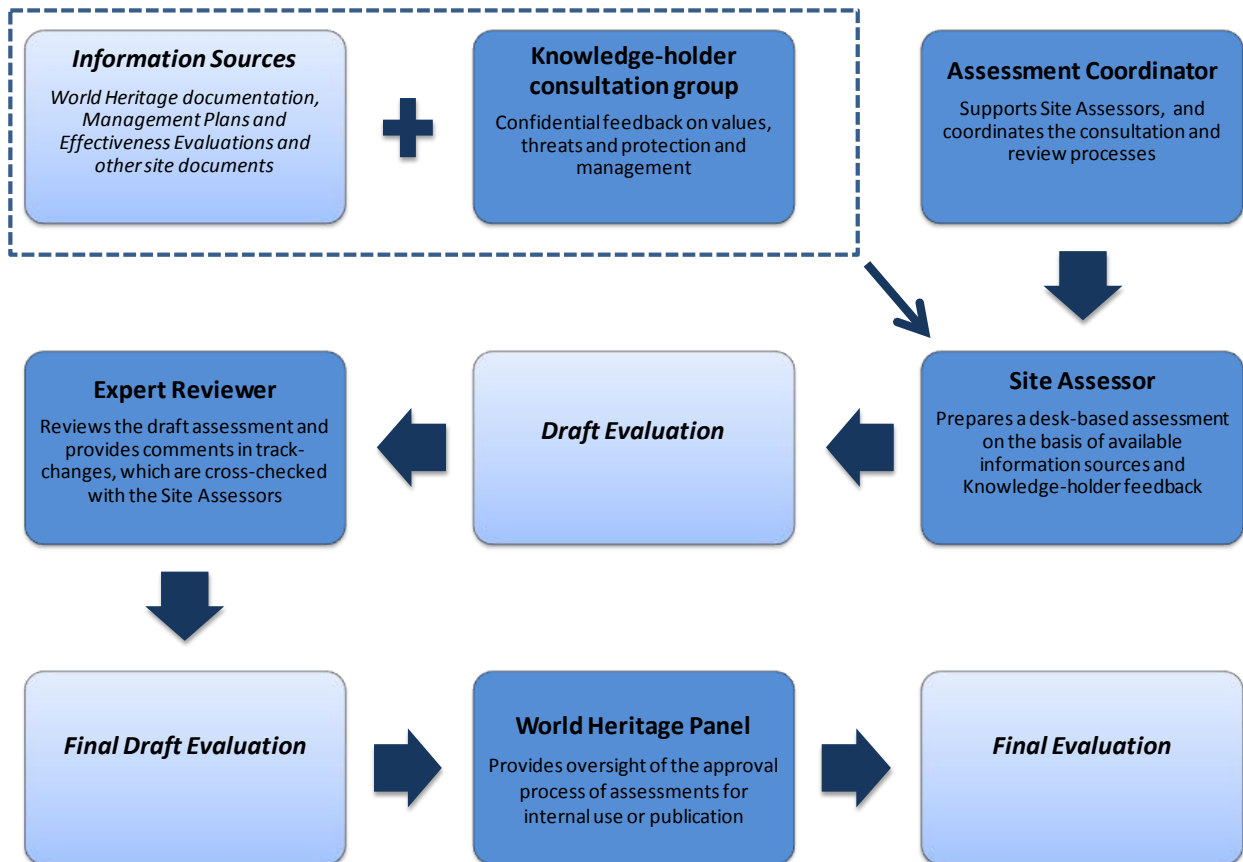 Information Sources
World Heritage documentation,
Management Plans and
Effectiveness Evaluations and
other site documents
Knowledge-holder
consultation group
Confidential feedback on values,
threats and protection and
management
Assessment Coordinator
Supports Site Assessors, and
coordinates the consultation and
review processes
Expert Reviewer
Reviews the draft assessment and
provides comments in track-
changes, which are cross-checked
with the Site Assessors
Draft Evaluation
Site Assessor
Prepares a desk-based assessment
on the basis of available
information sources and
Knowledge-holder feedback
Final Draft Evaluation
World Heritage Panel
Provides oversight of the approval
process of assessments for
internal use or publication
Final Evaluation